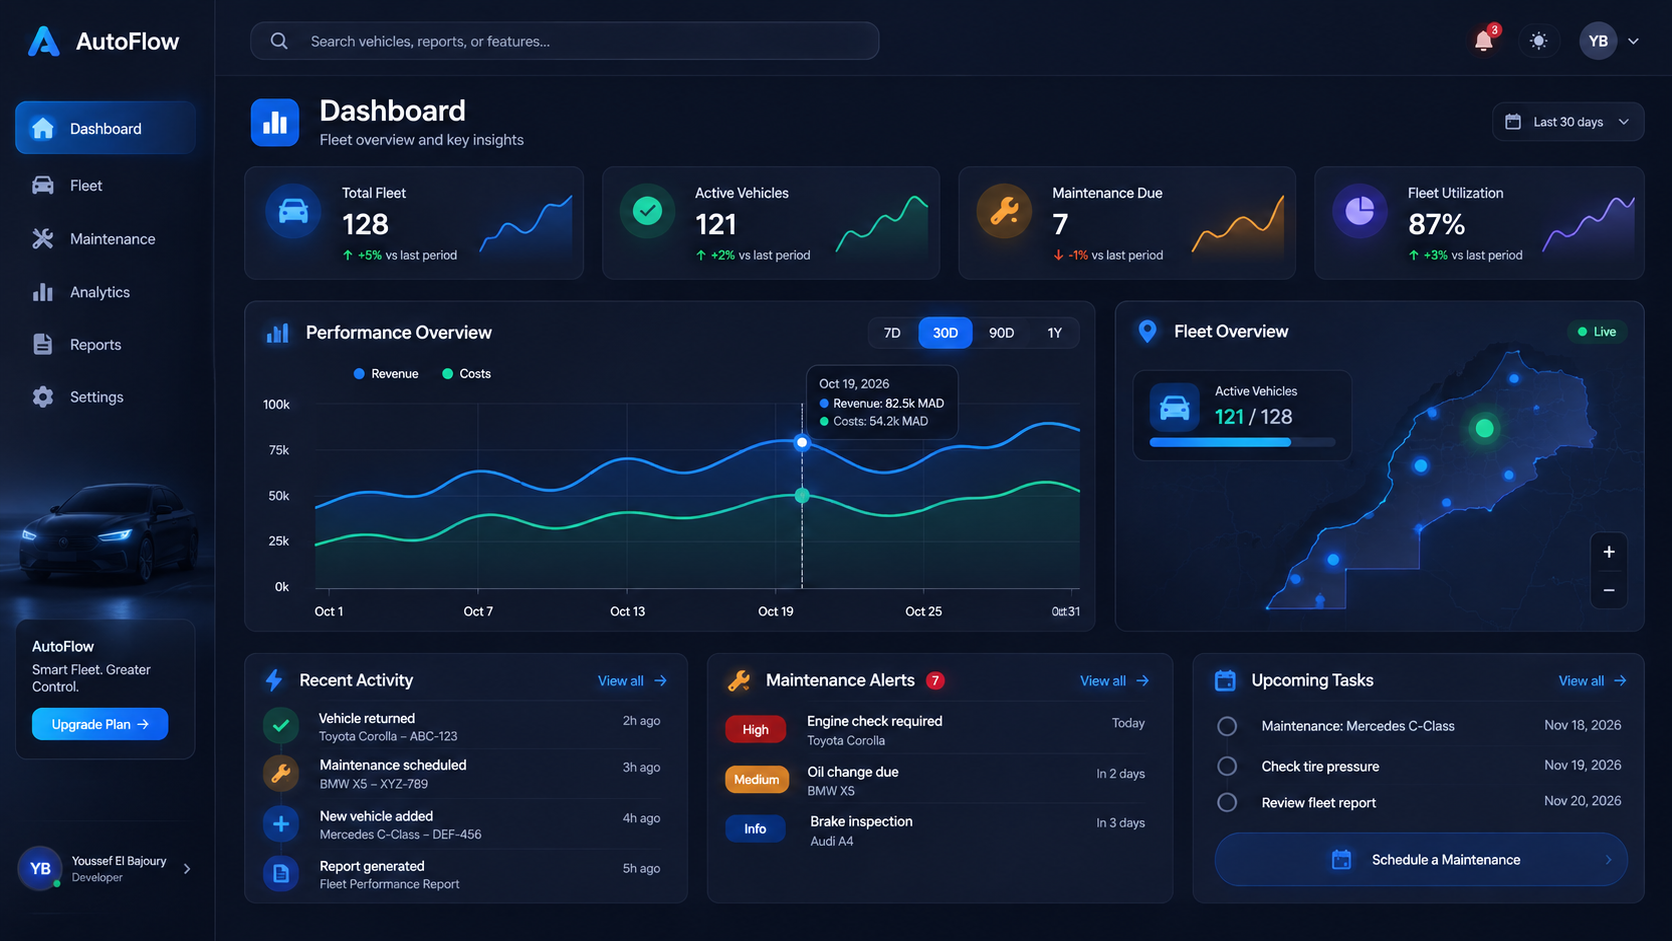 AutoFlow
Search vehicles, reports, or features...
3
YB
Dashboard
Fleet
Maintenance
Analytics
Reports
Settings
AutoFlow
Smart Fleet. Greater
Control.
Upgrade Plan →
YB
Youssef El Bajoury
Developer
Dashboard
Fleet overview and key insights
Last 30 days
Total Fleet
128
↑ +5% vs last period
Active Vehicles
121
↑ +2% vs last period
Maintenance Due
7
↓ -1% vs last period
Fleet Utilization
87%
↑ +3% vs last period
Performance Overview
7D 30D 90D 1Y
Revenue Costs
Oct 19, 2026
Revenue: 82.5k MAD
Costs: 54.2k MAD
100k
75k
50k
25k
0k
Oct 1 Oct 7 Oct 13 Oct 19 Oct 25 Oct 31
Fleet Overview
Live
Active Vehicles
121 / 128
+
−
Recent Activity
View all →
Vehicle returned
2h ago
Toyota Corolla – ABC-123
Maintenance scheduled
3h ago
BMW X5 – XYZ-789
New vehicle added
4h ago
Mercedes C-Class – DEF-456
Report generated
5h ago
Fleet Performance Report
Maintenance Alerts 7
View all →
High
Engine check required
Today
Toyota Corolla
Medium
Oil change due
In 2 days
BMW X5
Info
Brake inspection
In 3 days
Audi A4
Upcoming Tasks
View all →
Maintenance: Mercedes C-Class
Nov 18, 2026
Check tire pressure
Nov 19, 2026
Review fleet report
Nov 20, 2026
Schedule a Maintenance